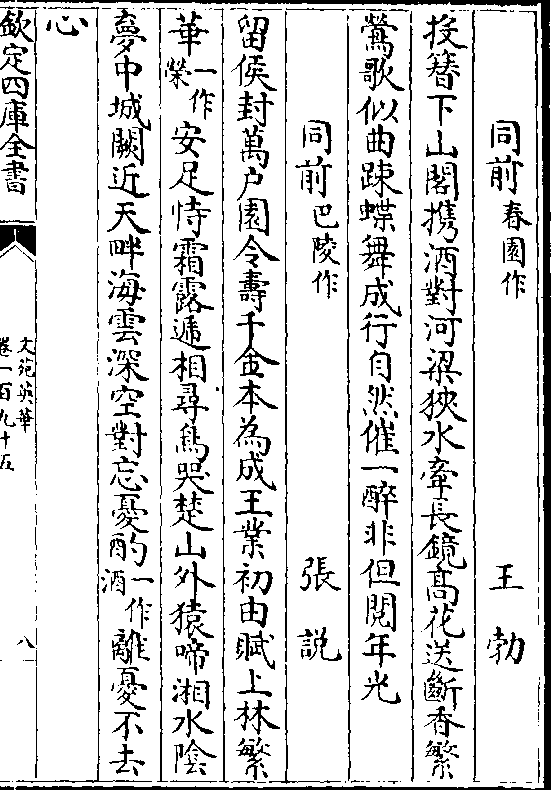 同前春園作　王勃
投簪下山閣携酒對河梁狹水牽長鏡髙花送斷香繁
鶯歌似曲踈蝶舞成行自然催一醉非但閱年光
同前巴陵作　張說
留侯封萬户園令壽千金本為成王業初由賦上林繁
華一作榮安足恃霜露遞相尋鳥哭楚山外猿啼湘水陰
夢中城闕近天畔海雲深空對忘憂酌一作酒離憂不去
心
欽定四庫全書
文苑英華
卷一百九十五
八